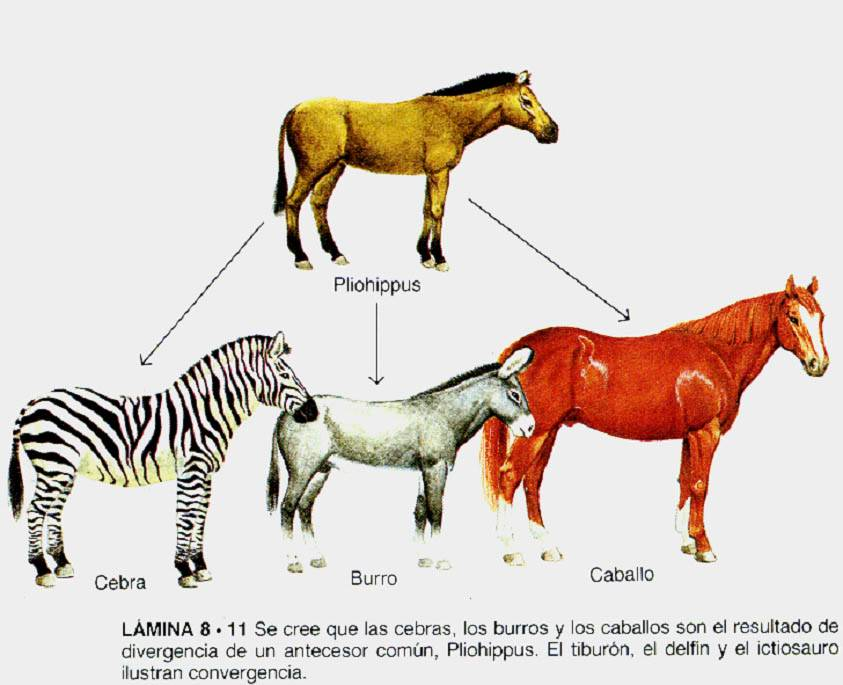 Pliohippus
Cebra
Burro
Caballo
LÁMINA 8 • 11 Se cree que las cebras, los burros y los caballos son el resultado de
divergencia de un antecesor común, Pliohippus. El tiburón, el delfin y el ictiosauro
ilustran convergencia.